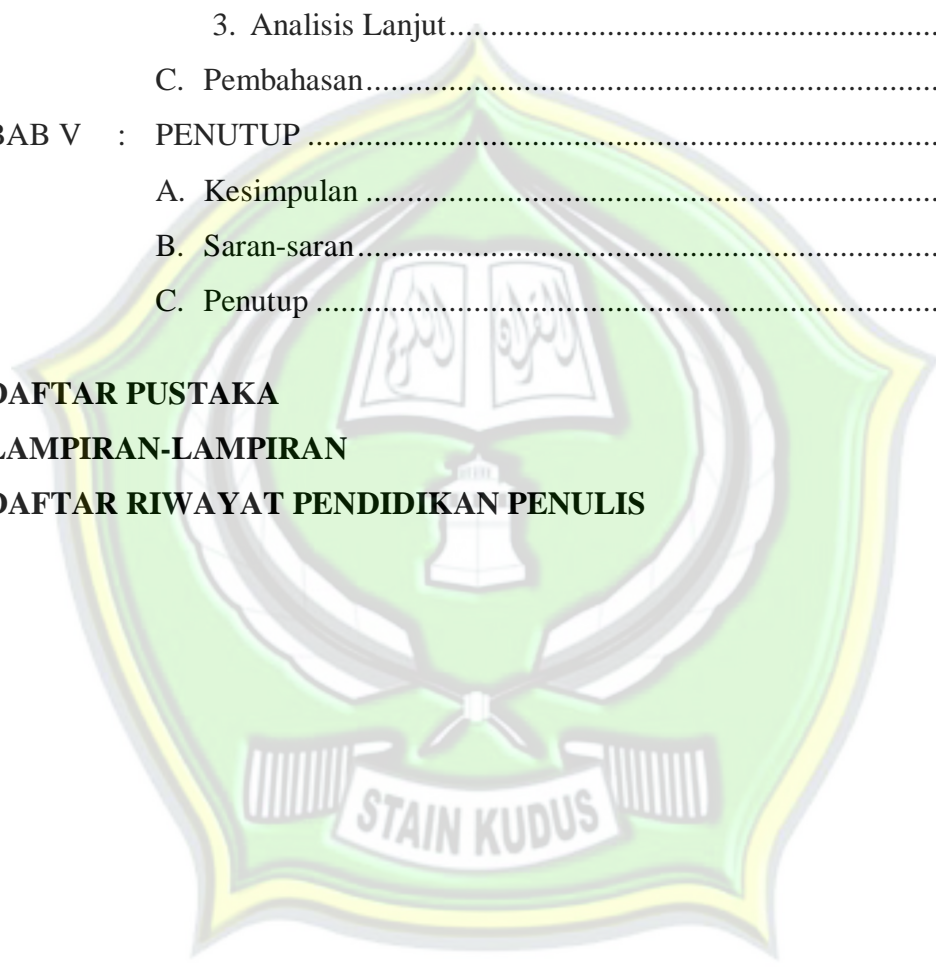 3. Analisis Lanjut................................................................
C. Pembahasan................................................................
BAB V : PENUTUP ................................................................
A. Kesimpulan ................................................................
B. Saran-saran................................................................
C. Penutup ................................................................
DAFTAR PUSTAKA
LAMPIRAN-LAMPIRAN
DAFTAR RIWAYAT PENDIDIKAN PENULIS
STAIN KUDUS